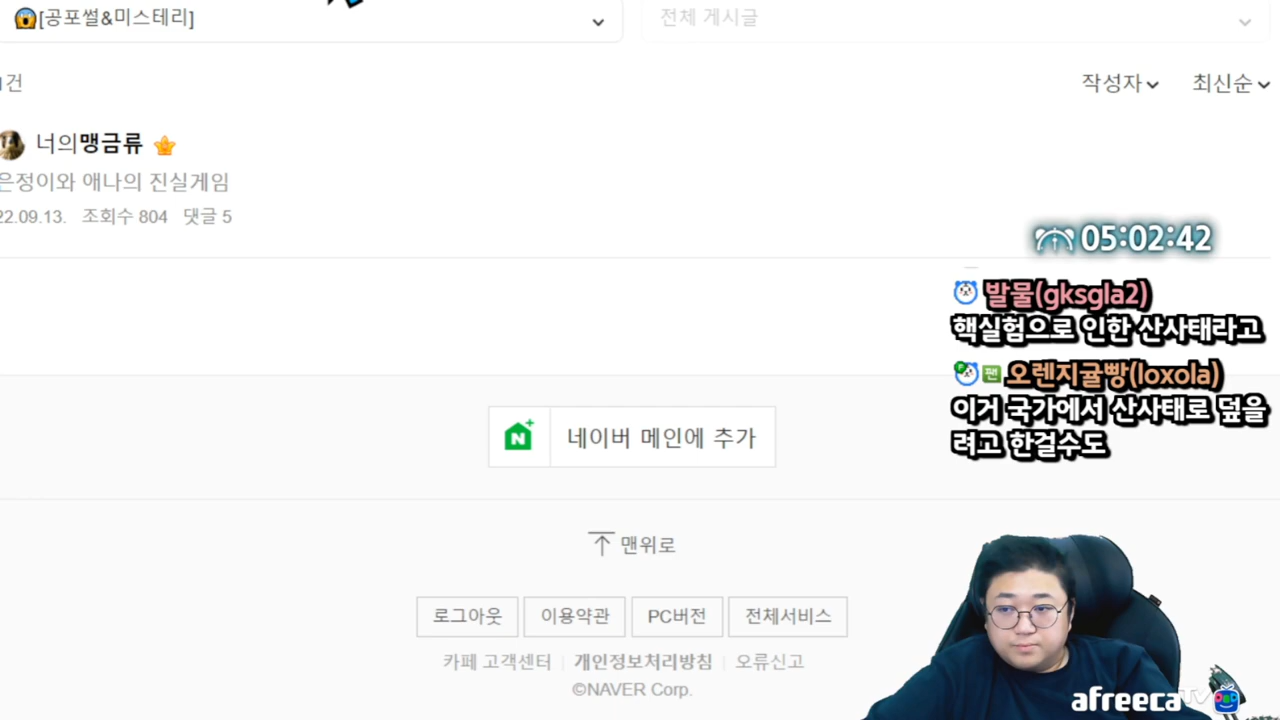 [공포썰&미스테리]
전체 게시글
건
작성자
최신순
너의맹금류
은정이와 애나의 진실게임
22.09.13. 조회수 804 댓글 5
05:02:42
발물(gksgla2)
핵실험으로 인한 산사태라고
팬 오렌지귤빵(loxola)
이거 국가에서 산사태로 덮을
려고 한걸수도
N 네이버 메인에 추가
맨위로
로그아웃 이용약관 PC버전 전체서비스
카페 고객센터 개인정보처리방침 오류신고
©NAVER Corp.
afreecaTV